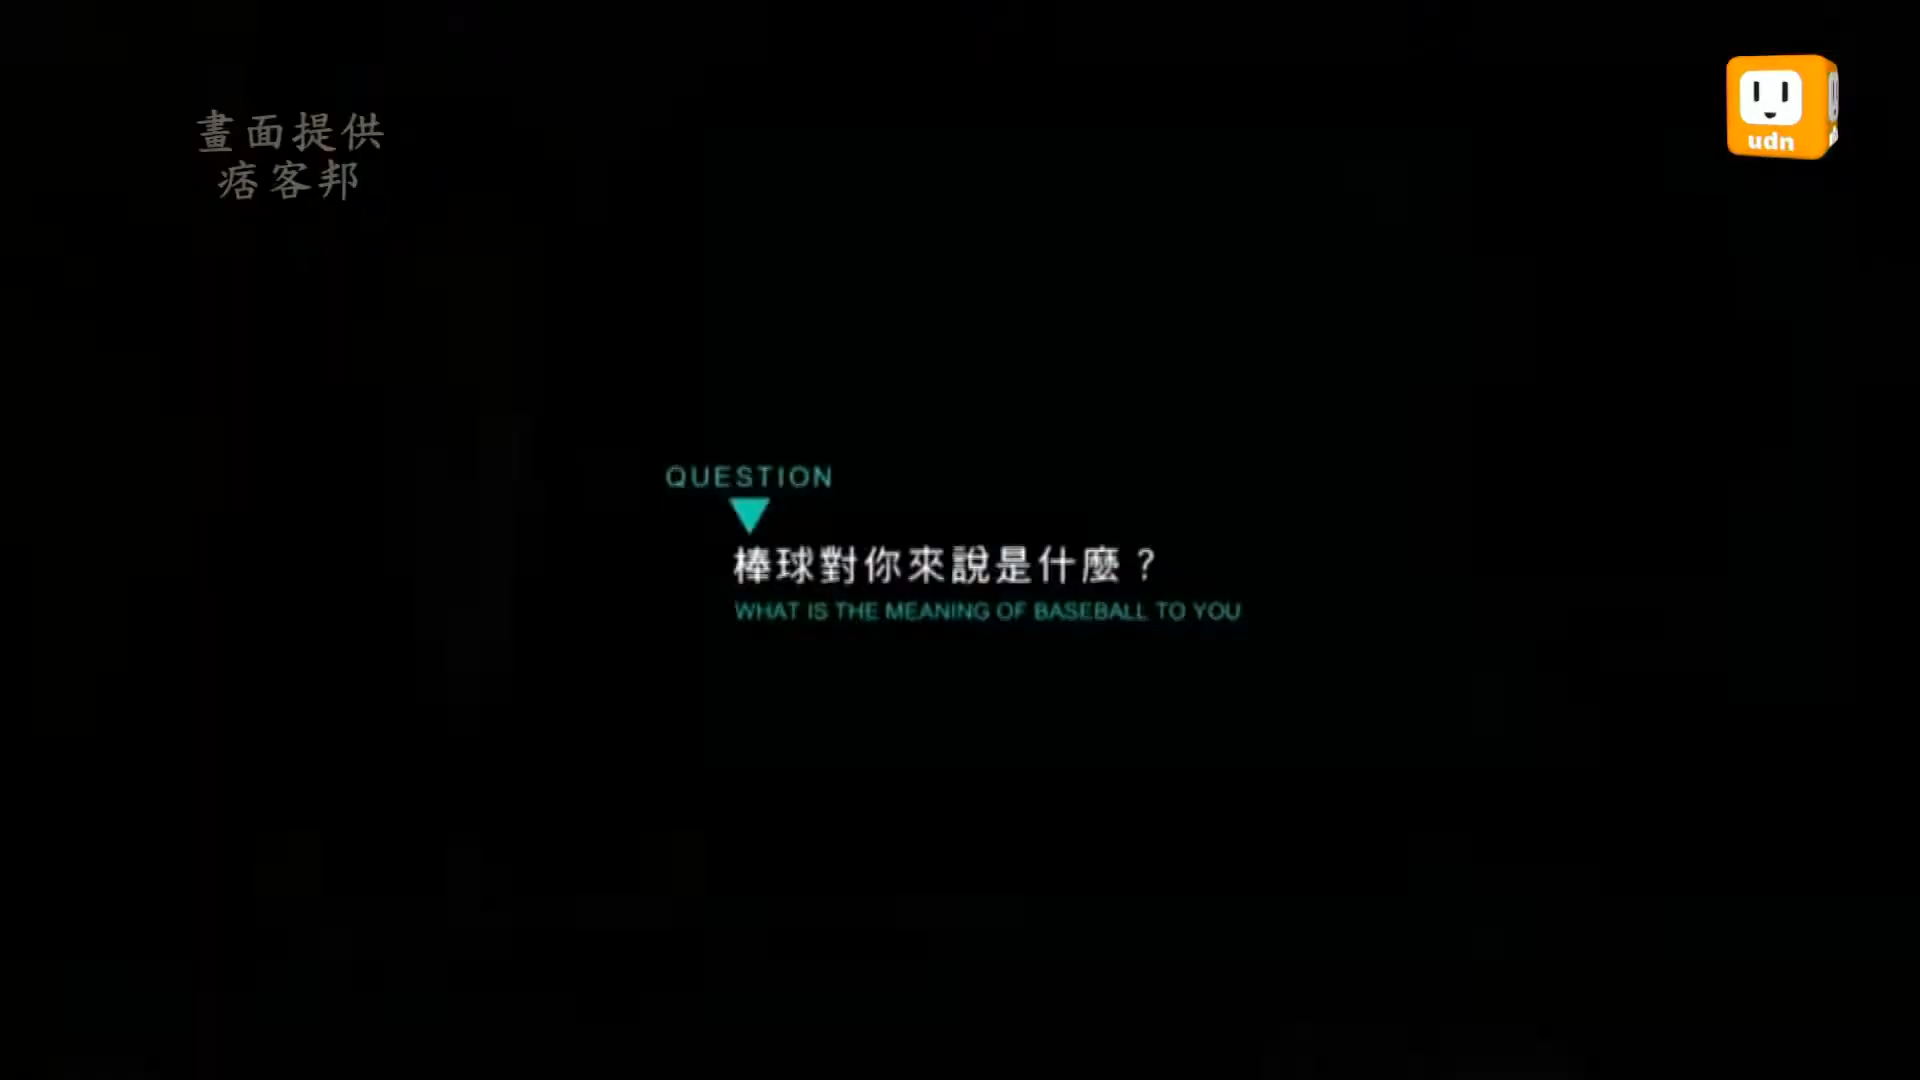 畫面提供
痞客邦
udn
QUESTION
棒球對你來說是什麼？
WHAT IS THE MEANING OF BASEBALL TO YOU